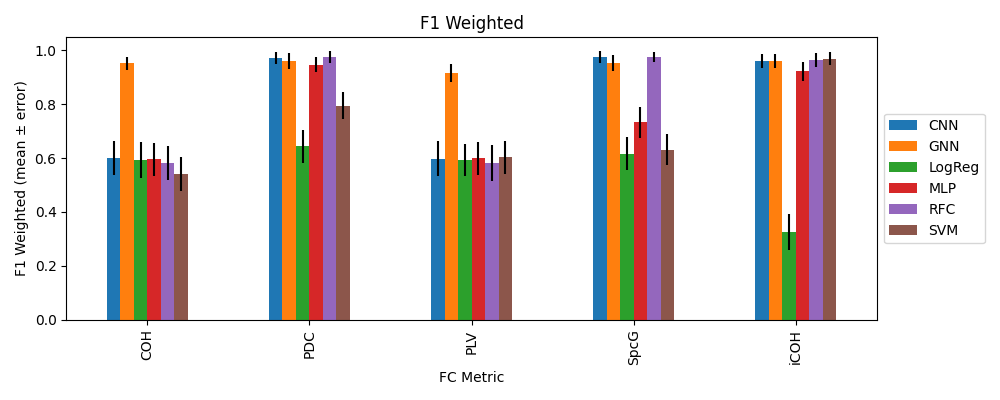 F1 Weighted
F1 Weighted (mean ± error)
1.0
0.8
0.6
0.4
0.2
0.0
COH
PDC
PLV
SpcG
iCOH
FC Metric
CNN
GNN
LogReg
MLP
RFC
SVM